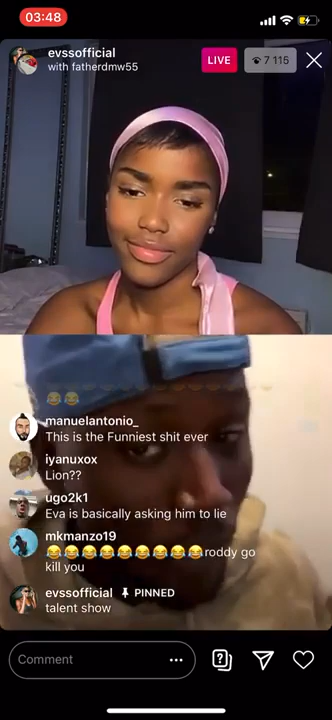 03:48
evssofficial
with fatherdmw55
LIVE
7 115
manuelantonio_
This is the Funniest shit ever
iyanuxox
Lion??
ugo2k1
Eva is basically asking him to lie
mkmanzo19
😂😂😂😂😂😂😂😂😂roddy go
kill you
evssofficial PINNED
talent show
Comment